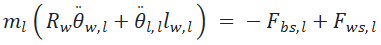 m_l ( R_w θ̈_{w,l} + θ̈_{l,l} l_{w,l} ) = − F_{bs,l} + F_{ws,l}